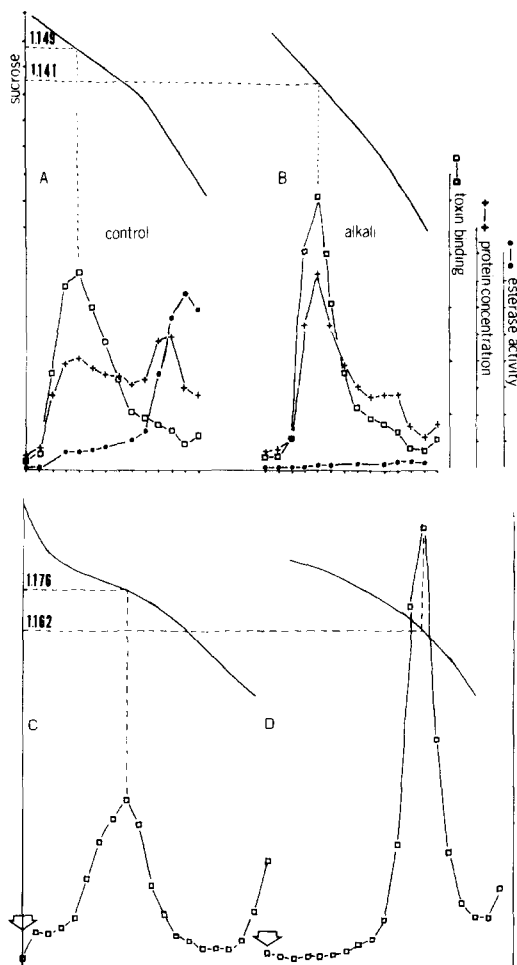 1.149
1.141
sucrose
A
control
B
alkali
toxin binding
protein concentration
esterase activity
1.176
1.162
C
D